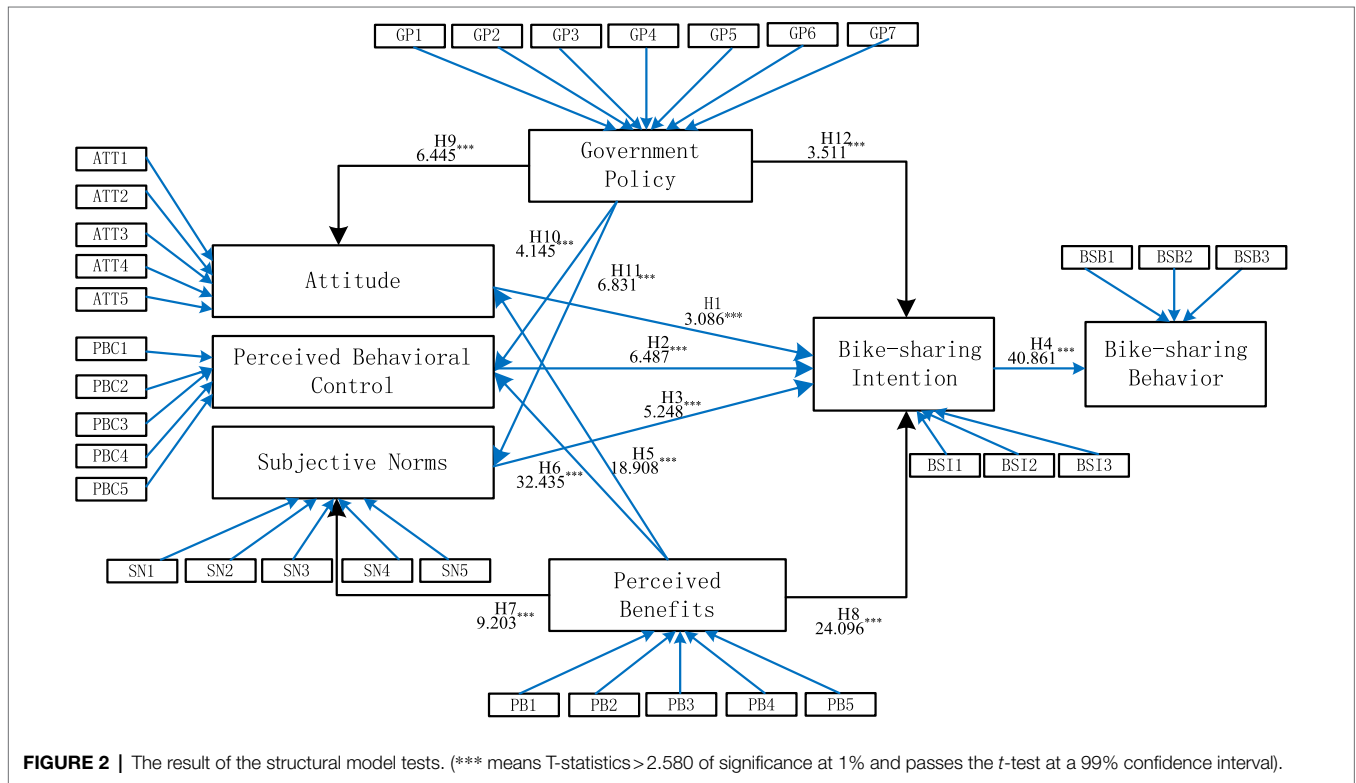 GP1 GP2 GP3 GP4 GP5 GP6 GP7
Government
Policy
H9
6.445***
H12
3.511***
ATT1
ATT2
ATT3
ATT4
ATT5
Attitude
H10
4.145***
H11
6.831***
H1
3.086***
BSB1 BSB2 BSB3
PBC1
PBC2
PBC3
PBC4
PBC5
Perceived Behavioral
Control
H2
6.487***
Bike-sharing
Intention
H4
40.861***
Bike-sharing
Behavior
Subjective Norms
H3
5.248***
H6
32.435***
H5
18.908***
BSI1 BSI2 BSI3
SN1 SN2 SN3 SN4 SN5
Perceived
Benefits
H7
9.203***
H8
24.096***
PB1 PB2 PB3 PB4 PB5
FIGURE 2 | The result of the structural model tests. (*** means T-statistics>2.580 of significance at 1% and passes the t-test at a 99% confidence interval).